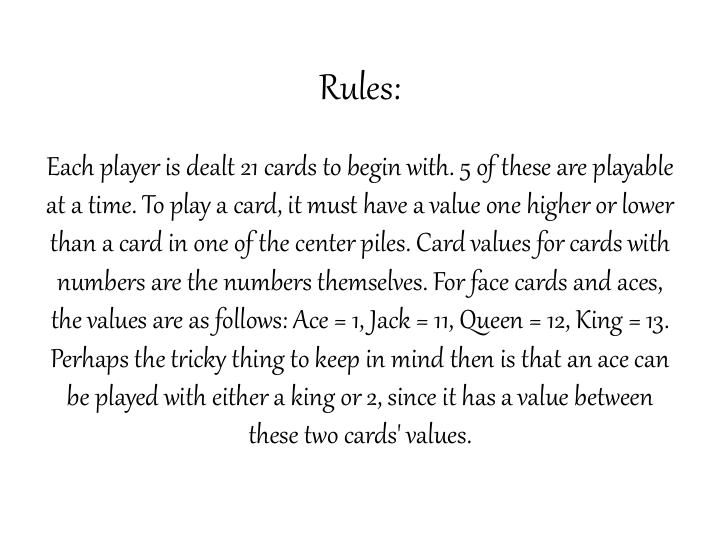 Rules:
Each player is dealt 21 cards to begin with. 5 of these are playable
at a time. To play a card, it must have a value one higher or lower
than a card in one of the center piles. Card values for cards with
numbers are the numbers themselves. For face cards and aces,
the values are as follows: Ace = 1, Jack = 11, Queen = 12, King = 13.
Perhaps the tricky thing to keep in mind then is that an ace can
be played with either a king or 2, since it has a value between
these two cards' values.